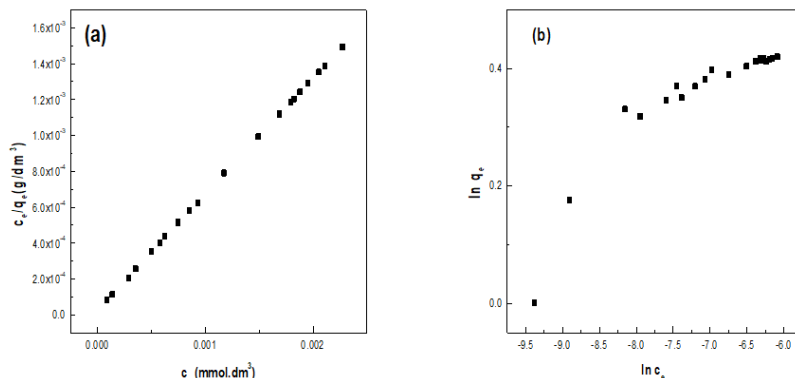 (a)
1.6x10⁻³
1.4x10⁻³
1.2x10⁻³
1.0x10⁻³
8.0x10⁻⁴
6.0x10⁻⁴
4.0x10⁻⁴
2.0x10⁻⁴
0.0
cₑ/qₑ(g/dm⁻³)
0.000
0.001
0.002
c (mmol.dm³)
(b)
0.4
0.2
0.0
ln qₑ
-9.5
-9.0
-8.5
-8.0
-7.5
-7.0
-6.5
-6.0
ln cₑ